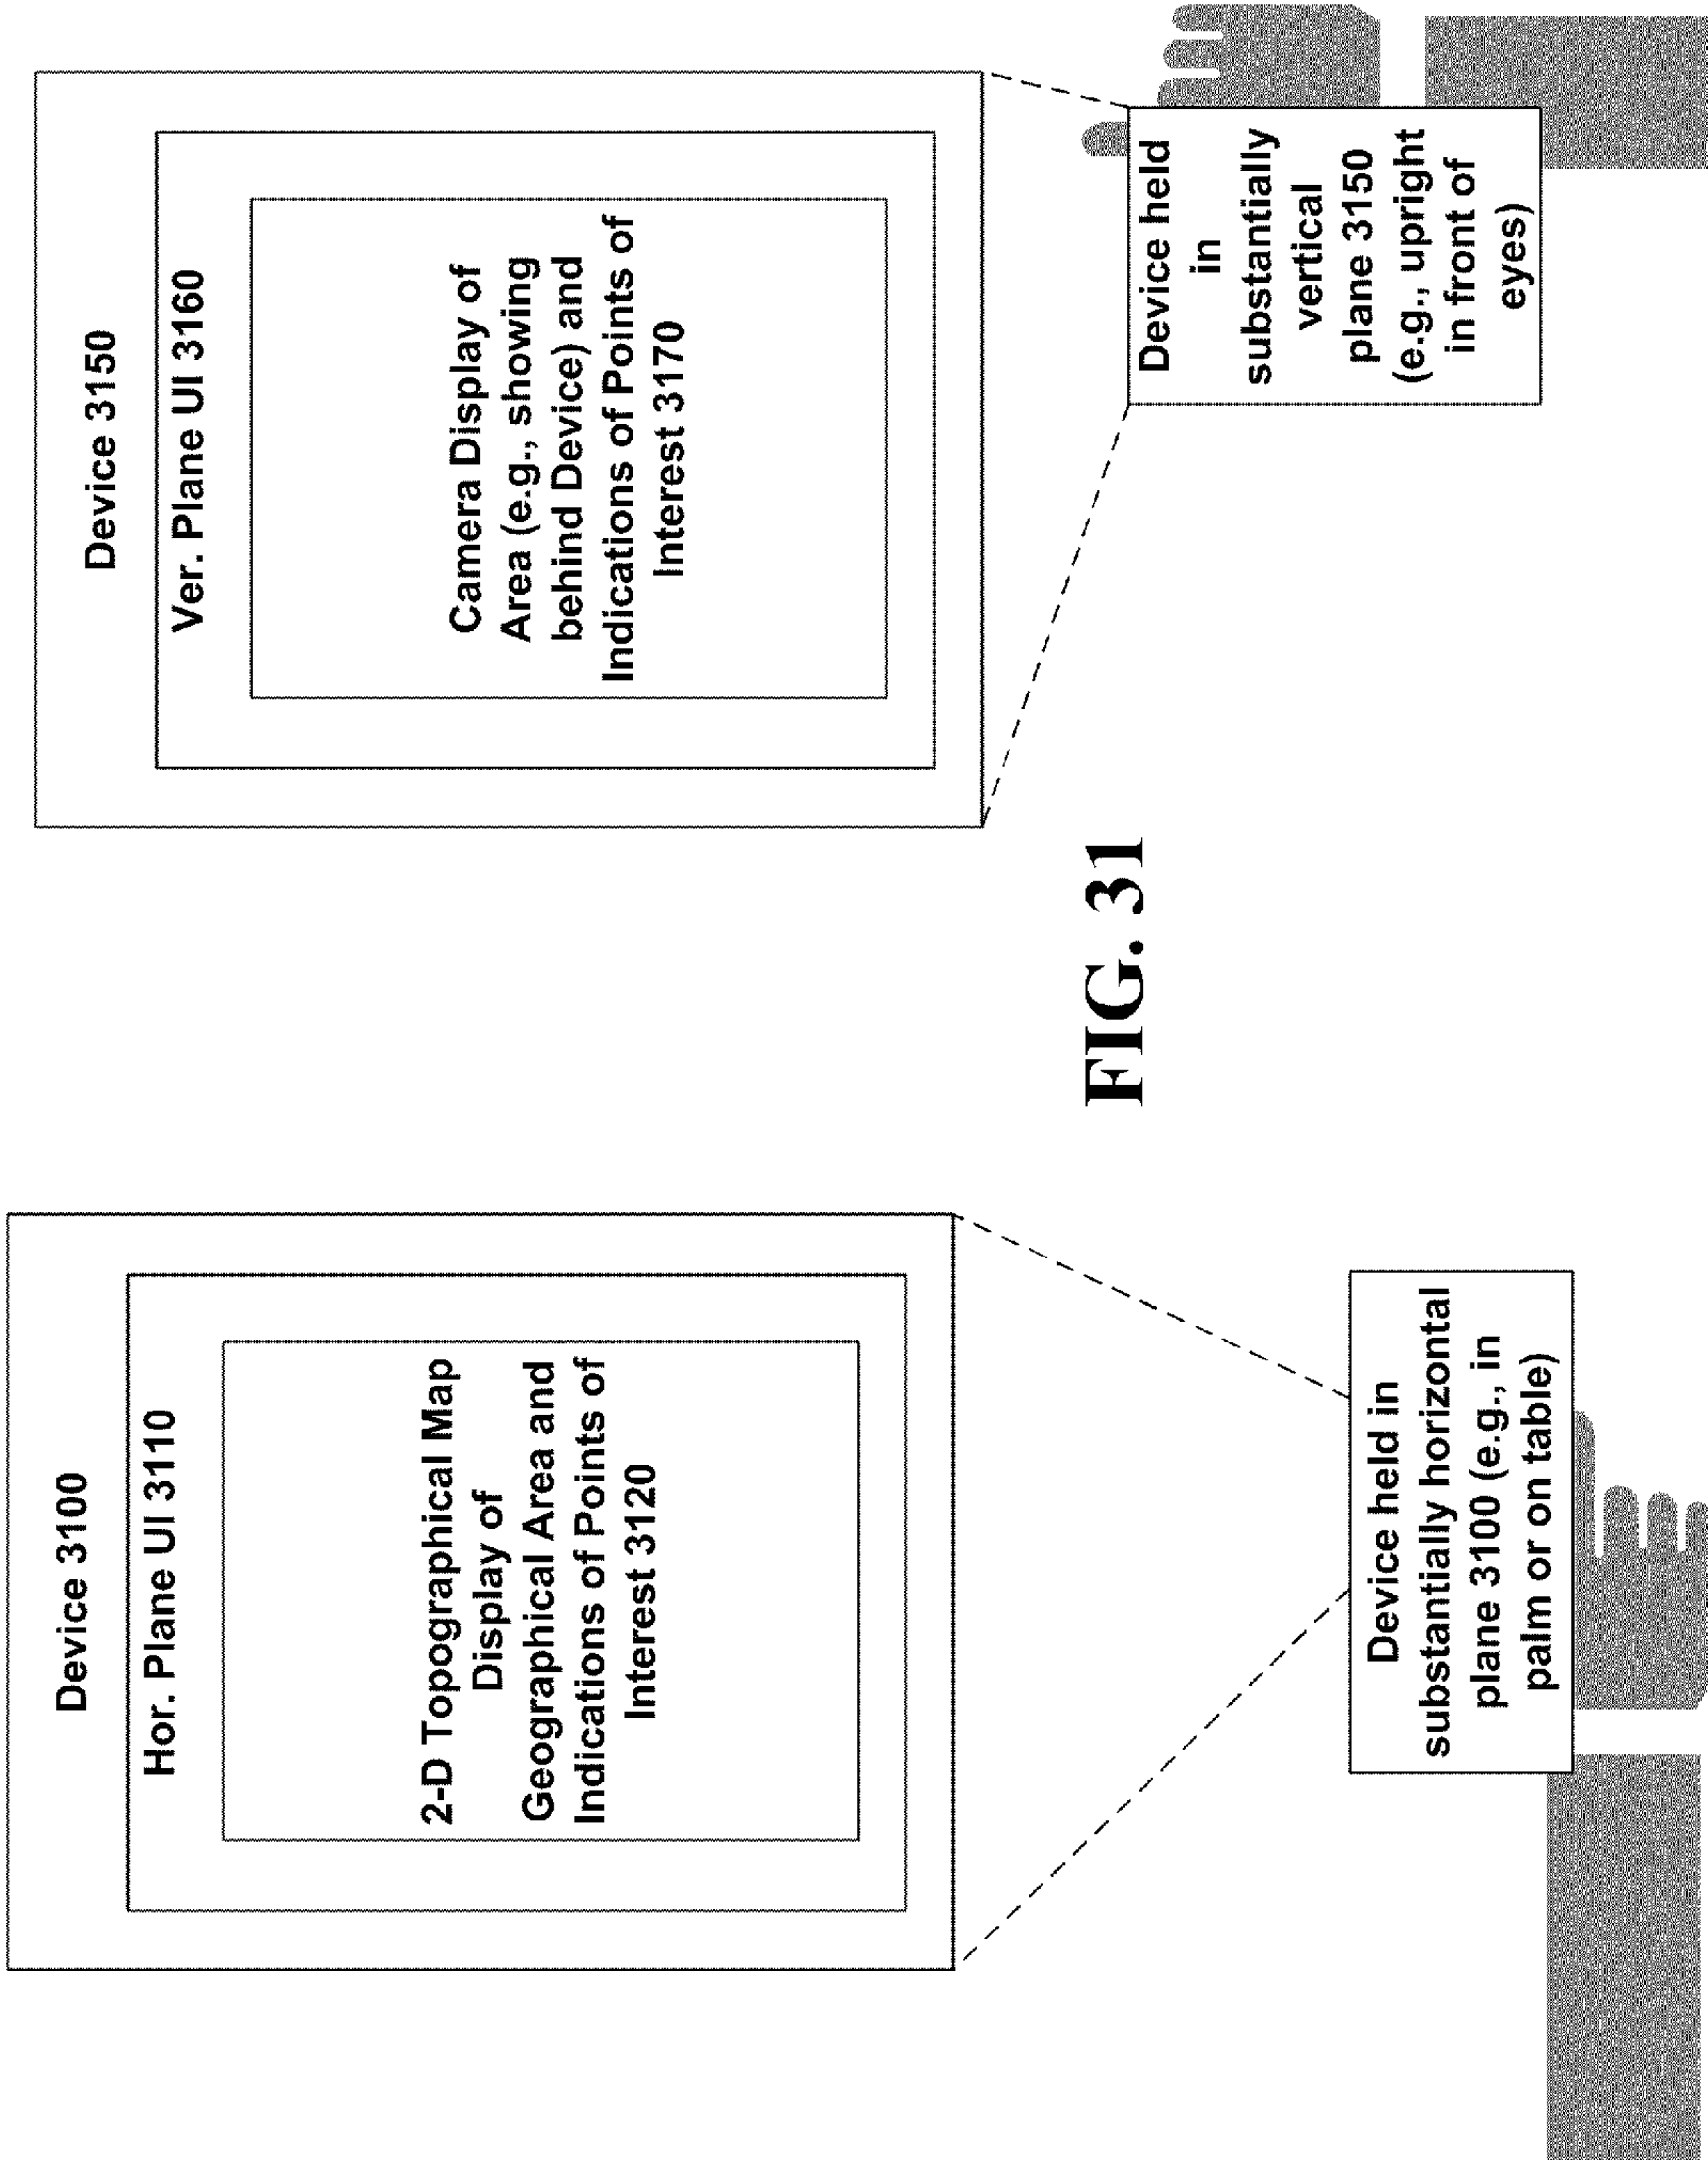 Device 3100
Hor. Plane UI 3110
2-D Topographical Map
Display of
Geographical Area and
Indications of Points of
Interest 3120
Device held in
substantially horizontal
plane 3100 (e.g., in
palm or on table)
Device 3150
Ver. Plane UI 3160
Camera Display of
Area (e.g., showing
behind Device) and
Indications of Points of
Interest 3170
Device held
in
substantially
vertical
plane 3150
(e.g., upright
in front of
eyes)
FIG. 31